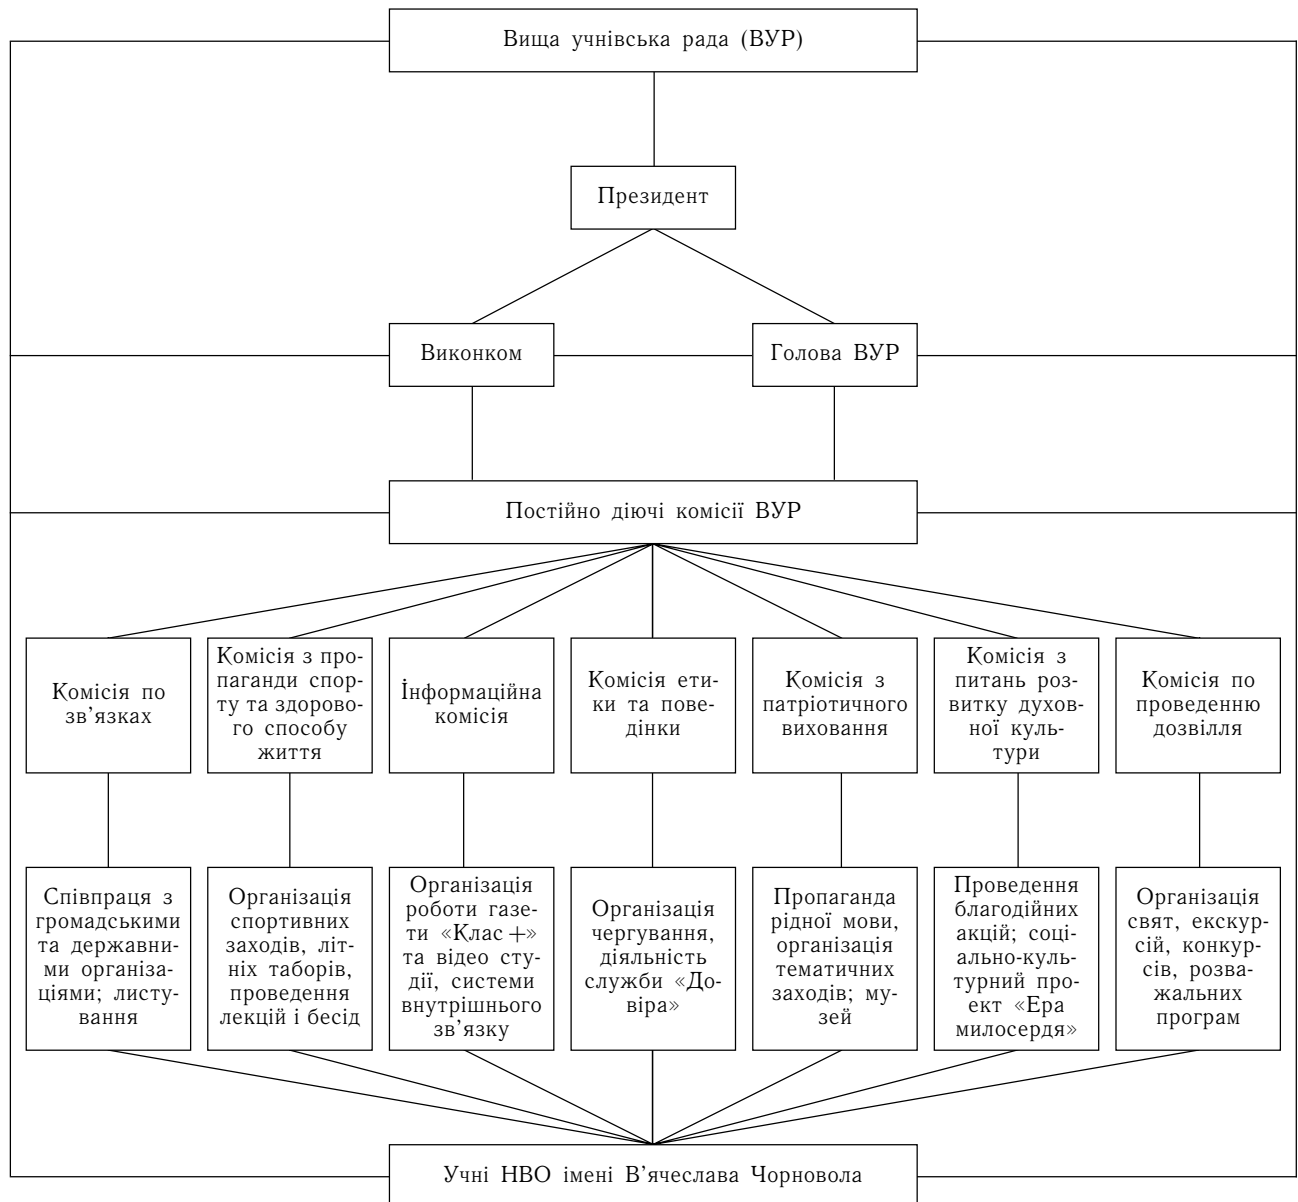 Вища учнівська рада (ВУР)
Президент
Виконком
Голова ВУР
Постійно діючі комісії ВУР
Комісія по
зв'язках
Комісія з про-
паганди спор-
ту та здорово-
го способу
життя
Інформаційна
комісія
Комісія ети-
ки та пове-
дінки
Комісія з
патріотичного
виховання
Комісія з
питань роз-
витку духов-
ної куль-
тури
Комісія по
проведенню
дозвілля
Співпраця з
громадськими
та державни-
ми організа-
ціями; листу-
вання
Організація
спортивних
заходів, літ-
ніх таборів,
проведення
лекцій і бесід
Організація
роботи газе-
ти «Клас +»
та відео сту-
дії, системи
внутрішнього
зв'язку
Організація
чергування,
діяльність
служби «До-
віра»
Пропаганда
рідної мови,
організація
тематичних
заходів; му-
зей
Проведення
благодійних
акцій; соці-
ально-куль-
турний про-
ект «Ера
милосердя»
Організація
свят, екскур-
сій, конкур-
сів, розва-
жальних
програм
Учні НВО імені В'ячеслава Чорновола